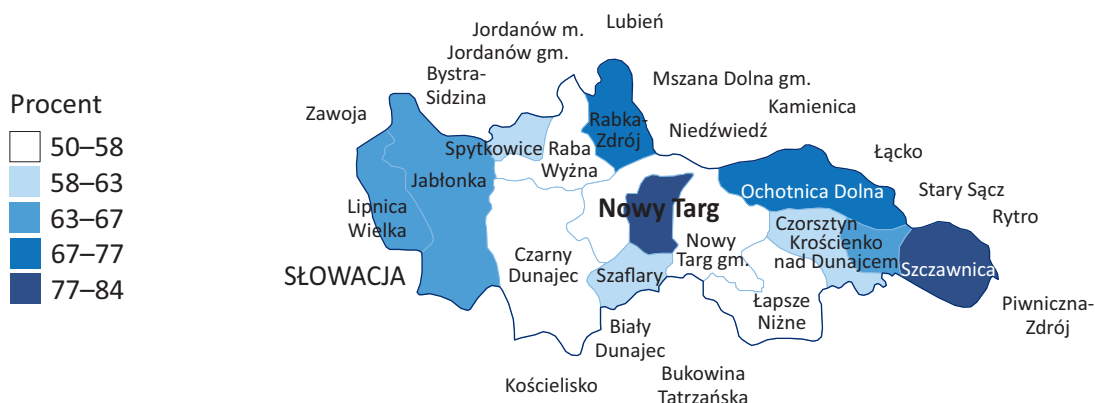 Procent
50–58
58–63
63–67
67–77
77–84
Lubień
Jordanów m.
Jordanów gm.
Bystra-
Sidzina
Mszana Dolna gm.
Zawoja
Kamienica
Rabka-
Zdrój
Niedźwiedź
Spytkowice
Raba
Wyżna
Łącko
Jabłonka
Ochotnica Dolna
Stary Sącz
Lipnica
Wielka
Nowy Targ
Rytro
Czorsztyn
Krościenko
nad Dunajcem
Nowy
Targ gm.
Czarny
Dunajec
SŁOWACJA
Szaflary
Szczawnica
Łapsze
Niżne
Piwniczna-
Zdrój
Biały
Dunajec
Kościelisko
Bukowina
Tatrzańska